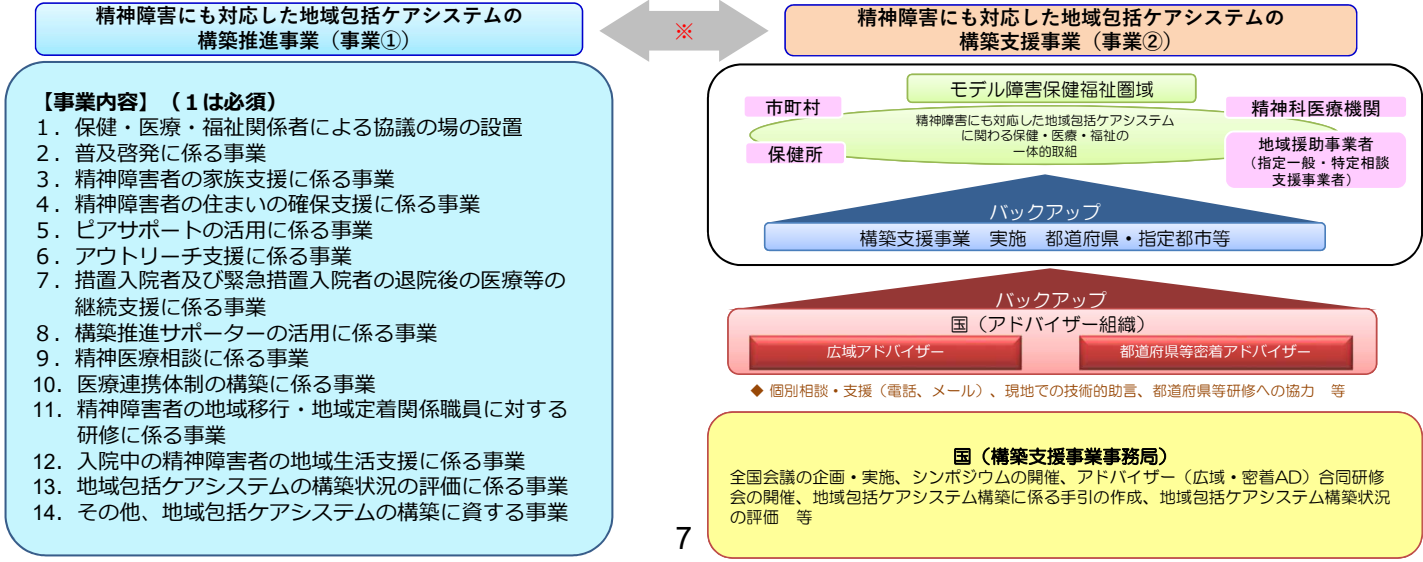 精神障害にも対応した地域包括ケアシステムの
構築推進事業（事業①）
※
精神障害にも対応した地域包括ケアシステムの
構築支援事業（事業②）
【事業内容】（１は必須）
１．保健・医療・福祉関係者による協議の場の設置
２．普及啓発に係る事業
３．精神障害者の家族支援に係る事業
４．精神障害者の住まいの確保支援に係る事業
５．ピアサポートの活用に係る事業
６．アウトリーチ支援に係る事業
７．措置入院者及び緊急措置入院者の退院後の医療等の
継続支援に係る事業
８．構築推進サポーターの活用に係る事業
９．精神医療相談に係る事業
10．医療連携体制の構築に係る事業
11．精神障害者の地域移行・地域定着関係職員に対する
研修に係る事業
12．入院中の精神障害者の地域生活支援に係る事業
13．地域包括ケアシステムの構築状況の評価に係る事業
14．その他、地域包括ケアシステムの構築に資する事業
モデル障害保健福祉圏域
市町村
精神科医療機関
精神障害にも対応した地域包括ケアシステム
に関わる保健・医療・福祉の
一体的取組
保健所
地域援助事業者
（指定一般・特定相談
支援事業者）
バックアップ
構築支援事業　実施　都道府県・指定都市等
バックアップ
国（アドバイザー組織）
広域アドバイザー
都道府県等密着アドバイザー
◆ 個別相談・支援（電話、メール）、現地での技術的助言、都道府県等研修への協力　等
国（構築支援事業事務局）
全国会議の企画・実施、シンポジウムの開催、アドバイザー（広域・密着AD）合同研修
会の開催、地域包括ケアシステム構築に係る手引の作成、地域包括ケアシステム構築状況
の評価　等
7